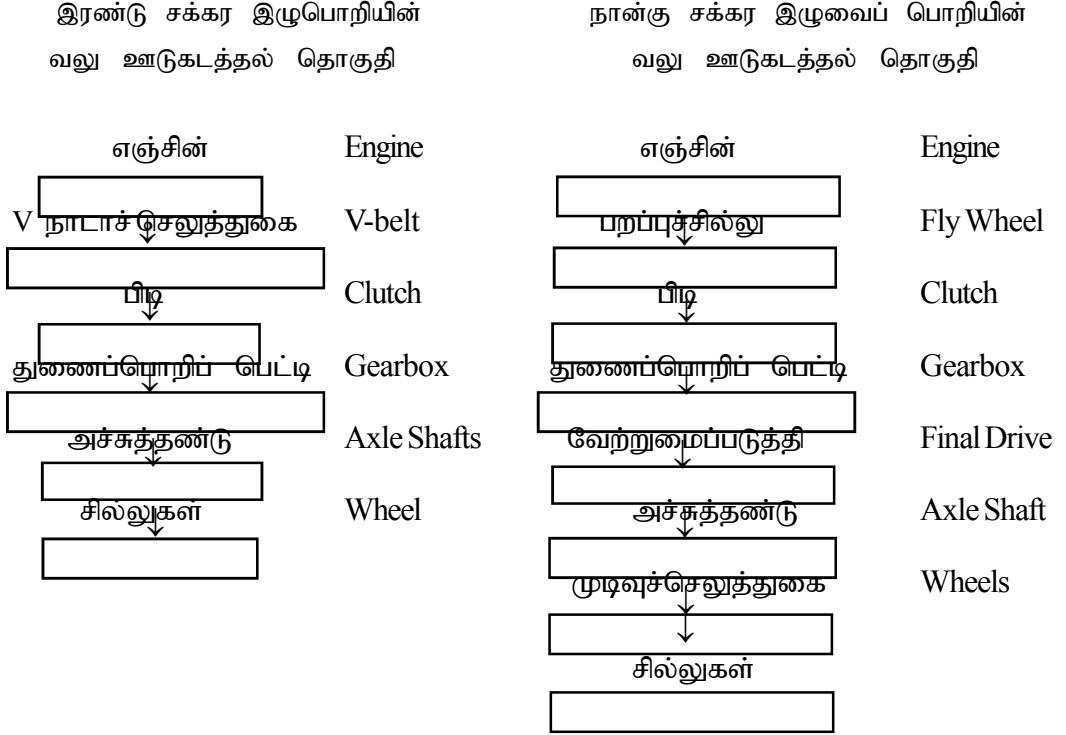 இரண்டு சக்கர இழுபொறியின்
வலு ஊடுகடத்தல் தொகுதி
எஞ்சின் Engine
V நாடாச்செலுத்துகை V-belt
பிடி Clutch
துணைப்பொறிப் பெட்டி Gearbox
அச்சுத்தண்டு Axle Shafts
சில்லுகள் Wheel
நான்கு சக்கர இழுவைப் பொறியின்
வலு ஊடுகடத்தல் தொகுதி
எஞ்சின் Engine
பறப்புச்சில்லு Fly Wheel
பிடி Clutch
துணைப்பொறிப் பெட்டி Gearbox
வேற்றுமைப்படுத்தி Final Drive
அச்சுத்தண்டு Axle Shaft
முடிவுச்செலுத்துகை Wheels
சில்லுகள்